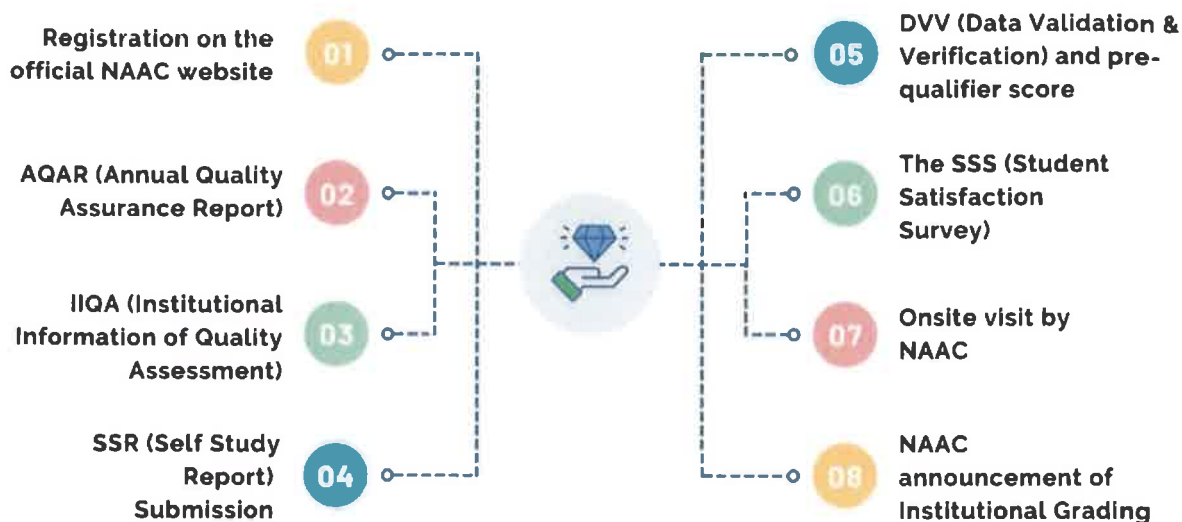 01
Registration on the
official NAAC website
02
AQAR (Annual Quality
Assurance Report)
03
IIQA (Institutional
Information of Quality
Assessment)
04
SSR (Self Study
Report)
Submission
05
DVV (Data Validation &
Verification) and pre-
qualifier score
06
The SSS (Student
Satisfaction
Survey)
07
Onsite visit by
NAAC
08
NAAC
announcement of
Institutional Grading